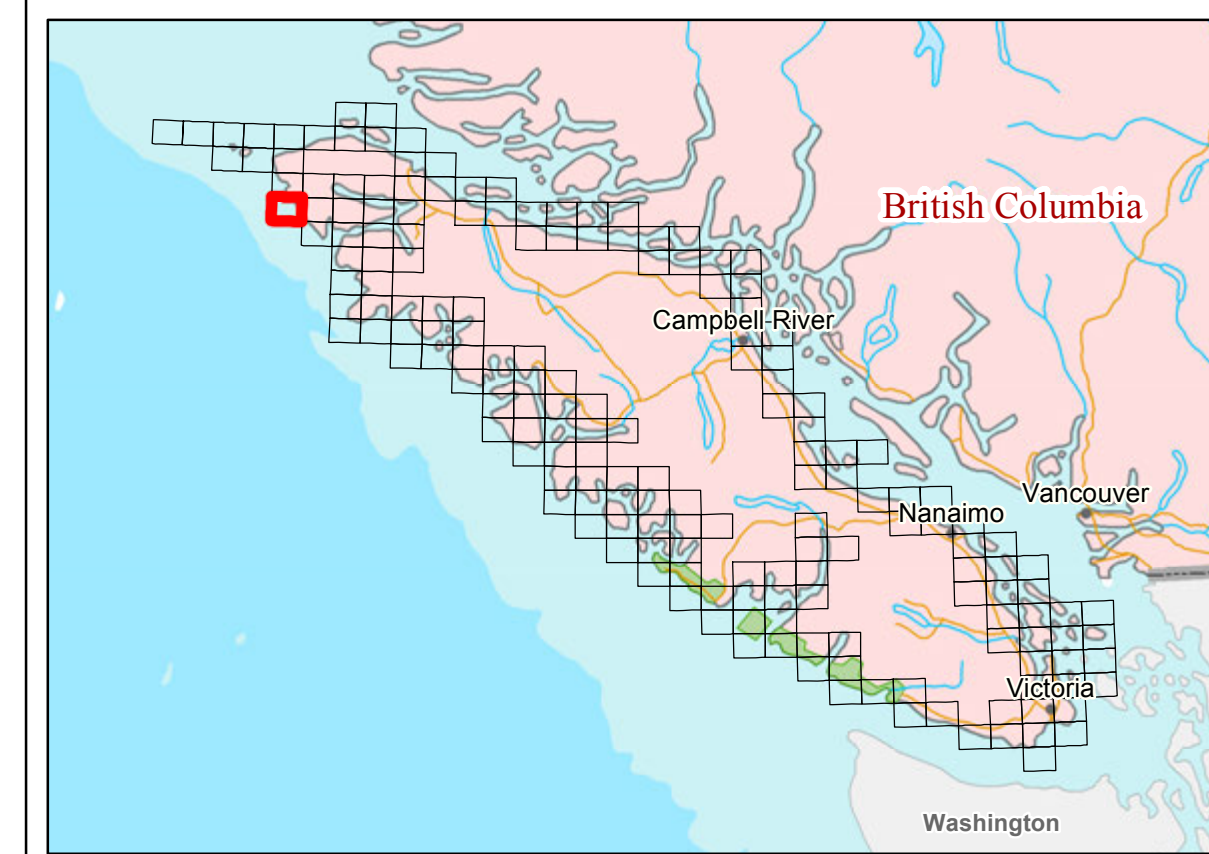 British Columbia
Campbell River
Vancouver
Nanaimo
Victoria
Washington